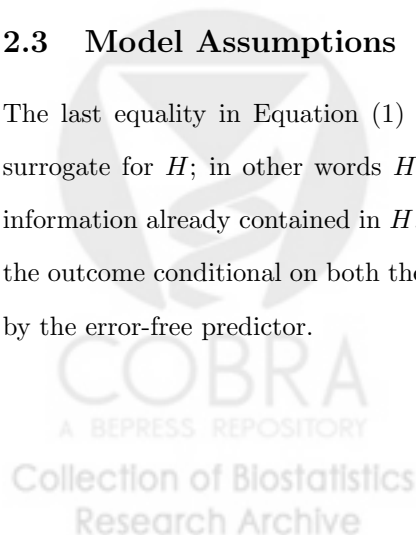 2.3 Model Assumptions
The last equality in Equation (1)
surrogate for H; in other words H
information already contained in H
the outcome conditional on both the
by the error-free predictor.
COBRA
A BEPRESS REPOSITORY
Collection of Biostatistics
Research Archive